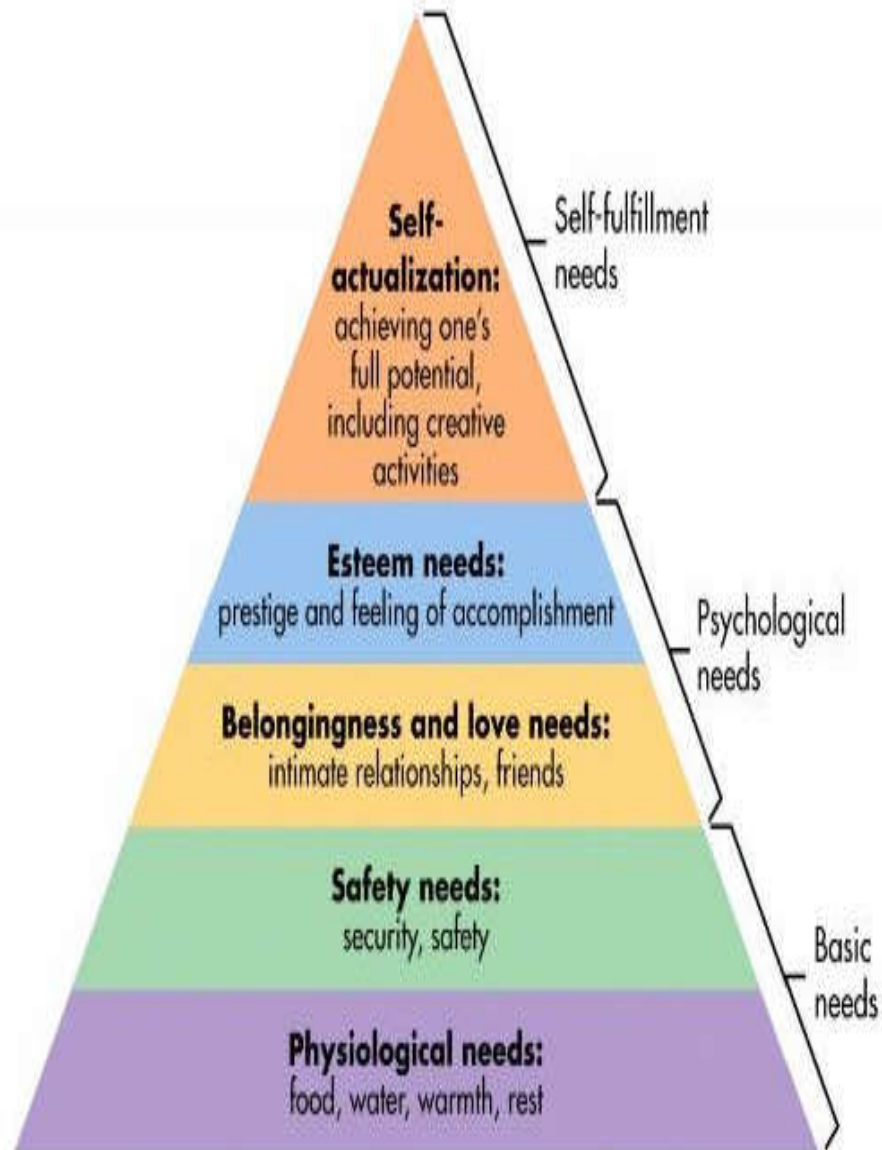 Self-
actualization:
achieving one's
full potential,
including creative
activities
Self-fulfillment
needs
Esteem needs:
prestige and feeling of accomplishment
Psychological
needs
Belongingness and love needs:
intimate relationships, friends
Safety needs:
security, safety
Basic
needs
Physiological needs:
food, water, warmth, rest